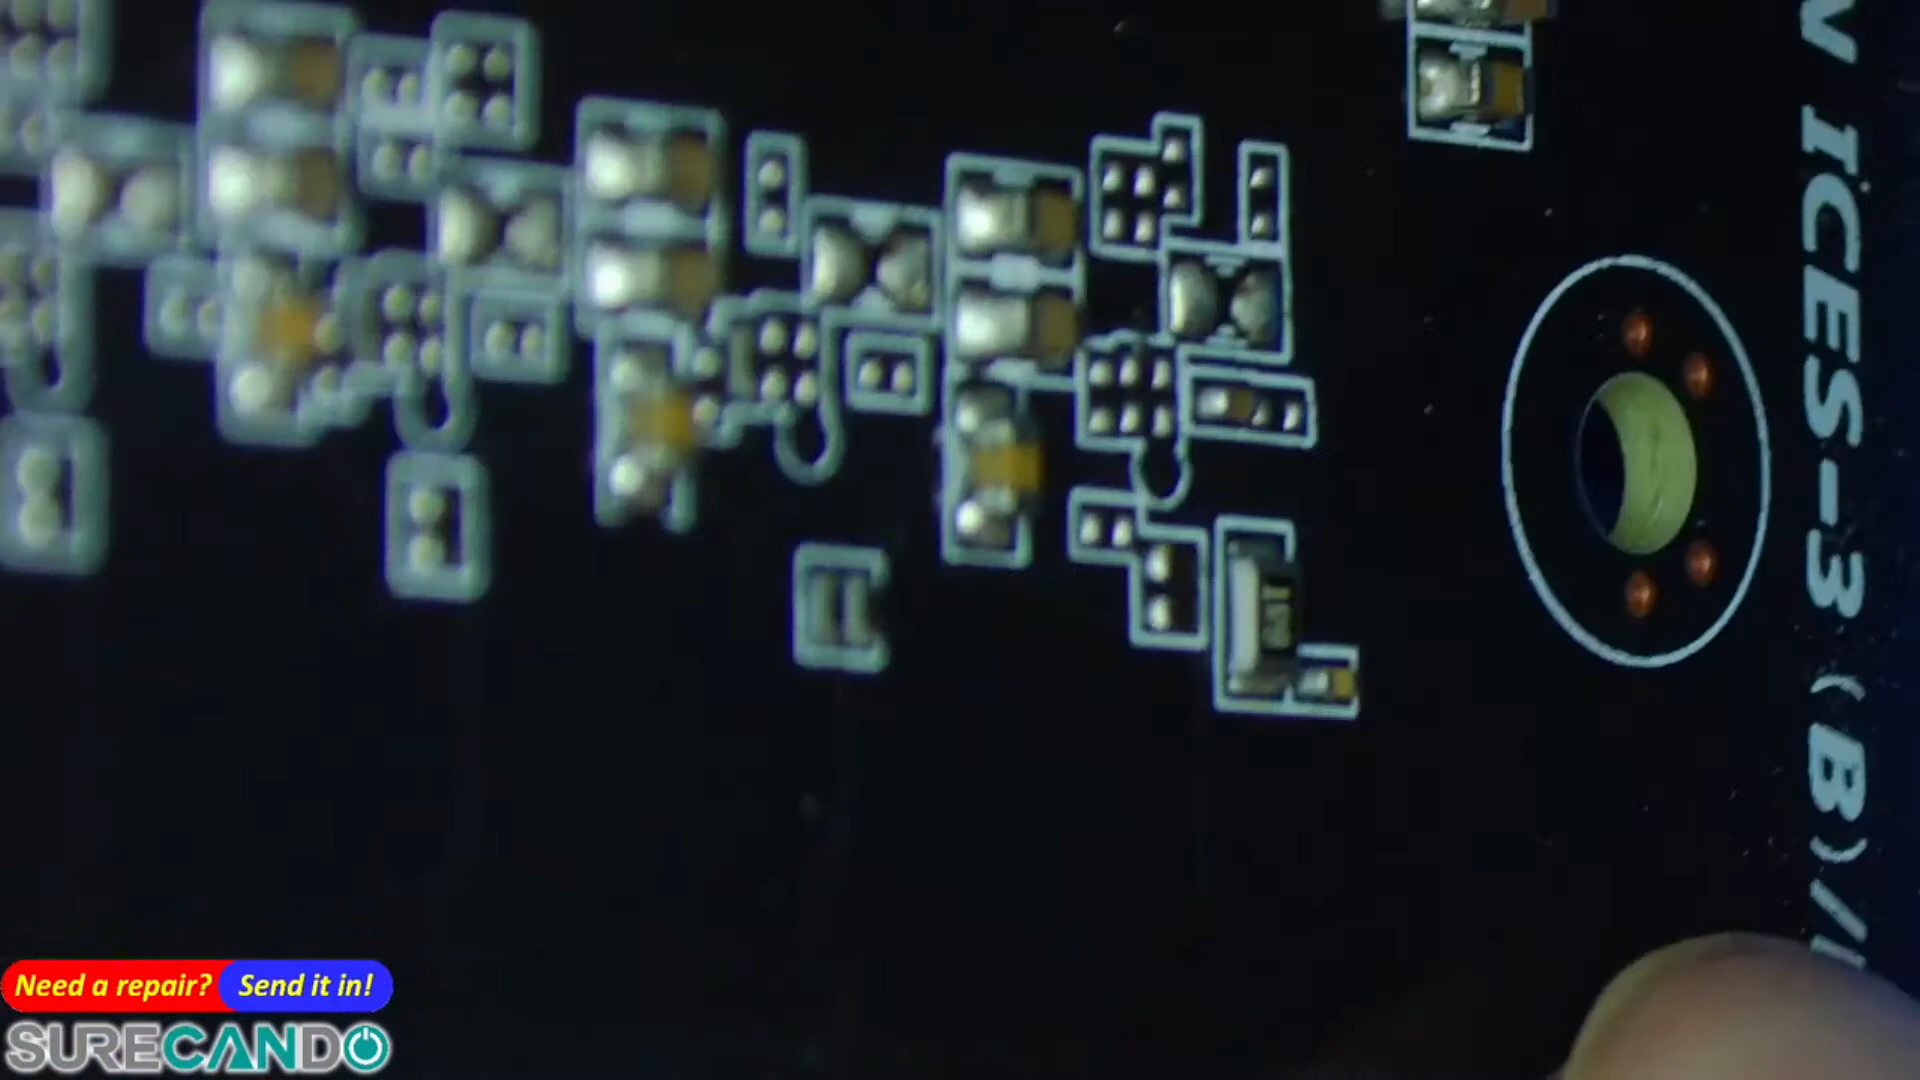 V ICES-3 (B)/
Need a repair? Send it in!
SURECANDO